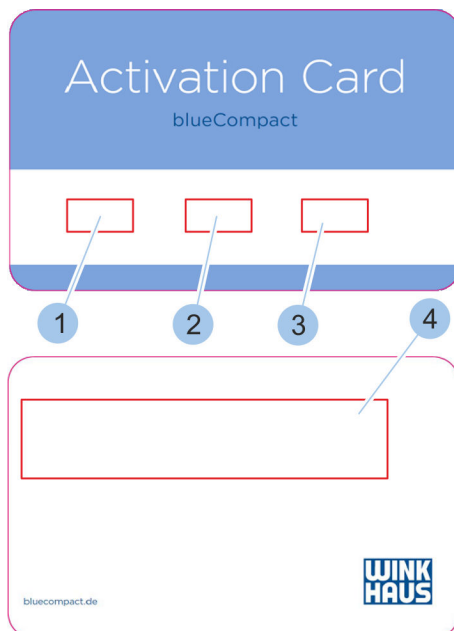 Activation Card
blueCompact
1
2
3
4
WINK
HAUS
bluecompact.de